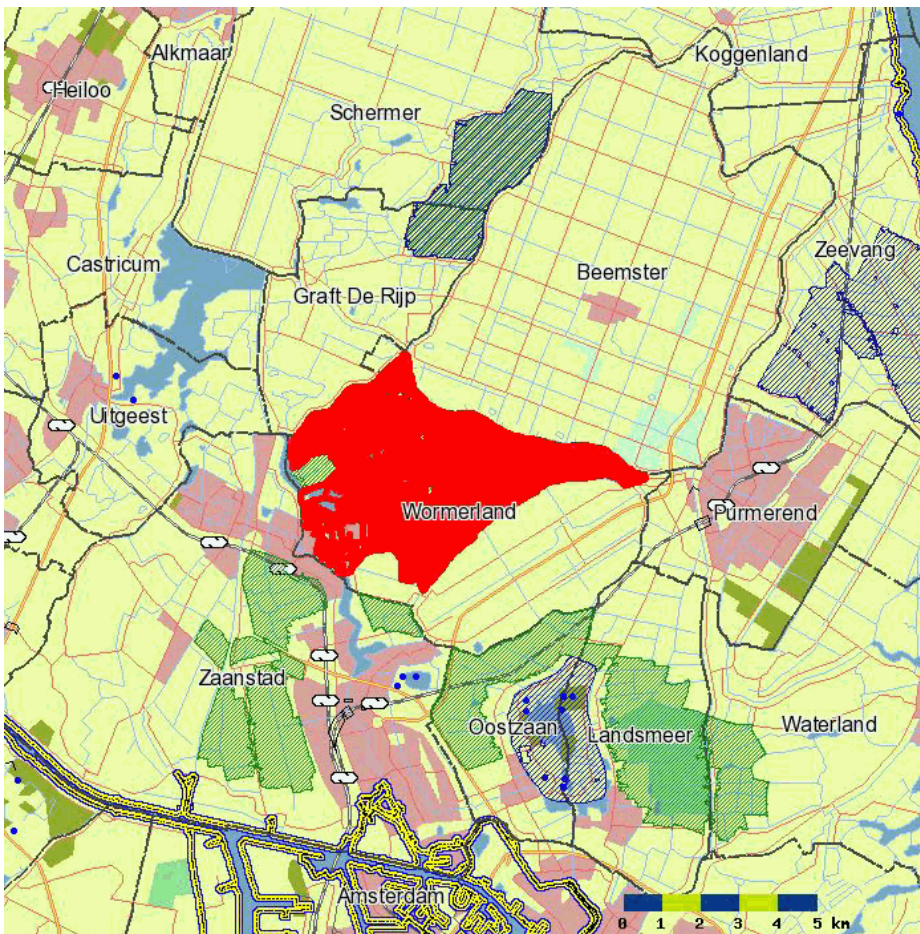 Alkmaar
Koggenland
Heiloo
Schermer
Zeevang
Castricum
Beemster
Graft De Rijp
Uitgeest
Wormerland
Purmerend
Zaanstad
Oostzaan
Landsmeer
Waterland
Amsterdam
0 1 2 3 4 5 km